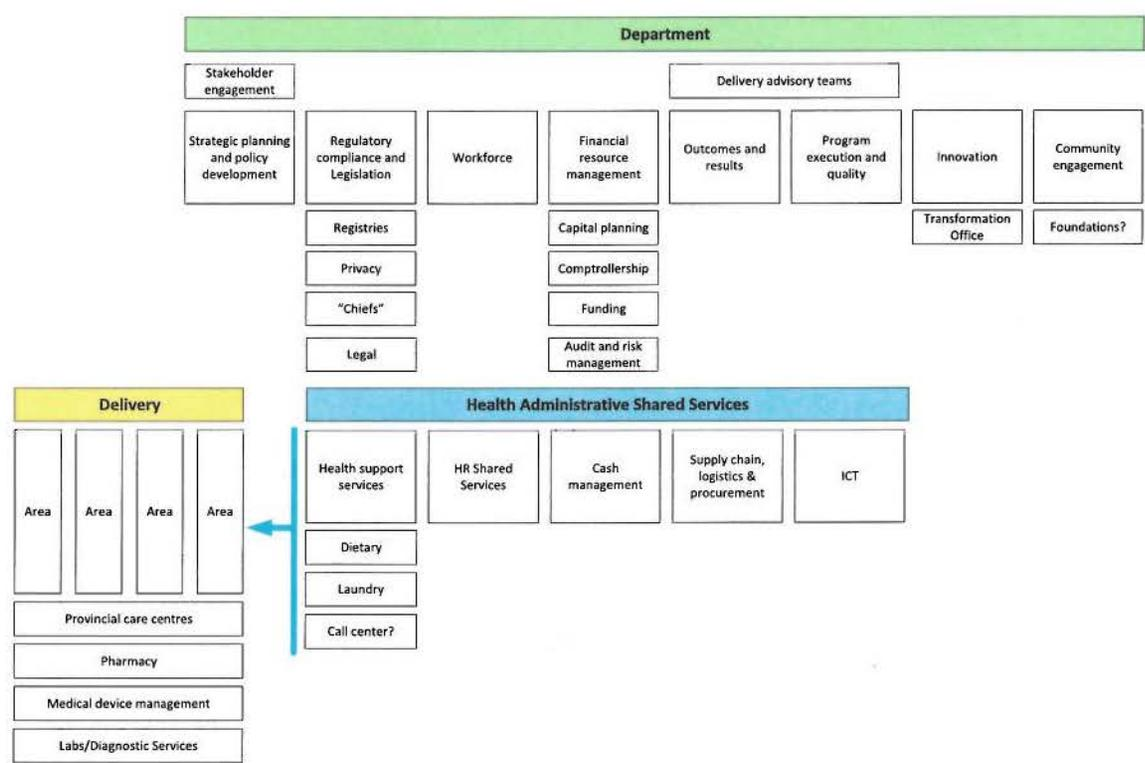 Department
Stakeholder
engagement
Delivery advisory teams
Strategic planning
and policy
development
Regulatory
compliance and
Legislation
Workforce
Financial
resource
management
Outcomes and
results
Program
execution and
quality
Innovation
Community
engagement
Registries
Capital planning
Transformation
Office
Foundations?
Privacy
Comptrollership
"Chiefs"
Funding
Legal
Audit and risk
management
Delivery
Health Administrative Shared Services
Area
Area
Area
Area
Health support
services
HR Shared
Services
Cash
management
Supply chain,
logistics &
procurement
ICT
Dietary
Laundry
Call center?
Provincial care centres
Pharmacy
Medical device management
Labs/Diagnostic Services